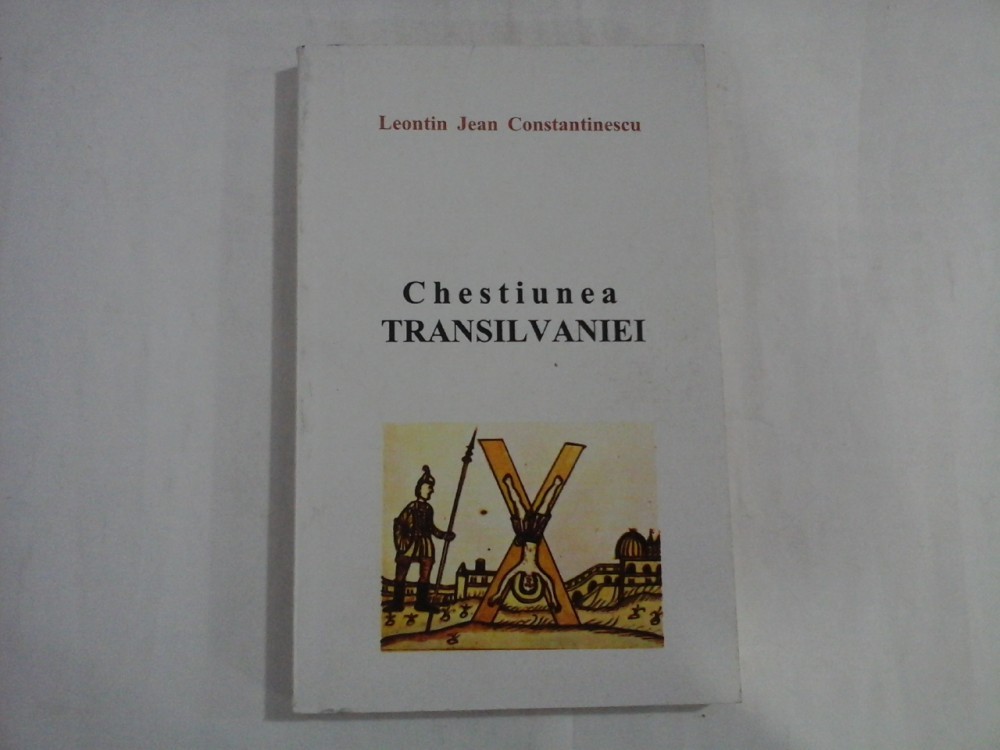 Leontin Jean Constantinescu
Chestiunea
TRANSILVANIEI